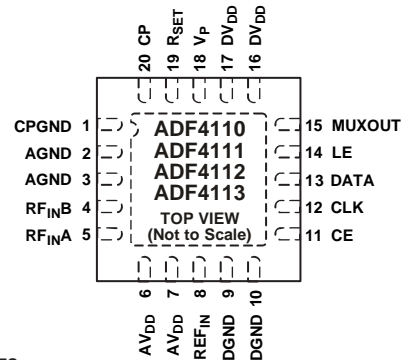 20 CP
19 RSET
18 VP
17 DVDD
16 DVDD
CPGND 1
AGND 2
AGND 3
RFINB 4
RFINA 5
ADF4110
ADF4111
ADF4112
ADF4113
TOP VIEW
(Not to Scale)
15 MUXOUT
14 LE
13 DATA
12 CLK
11 CE
AVDD 6
AVDD 7
REFIN 8
DGND 9
DGND 10